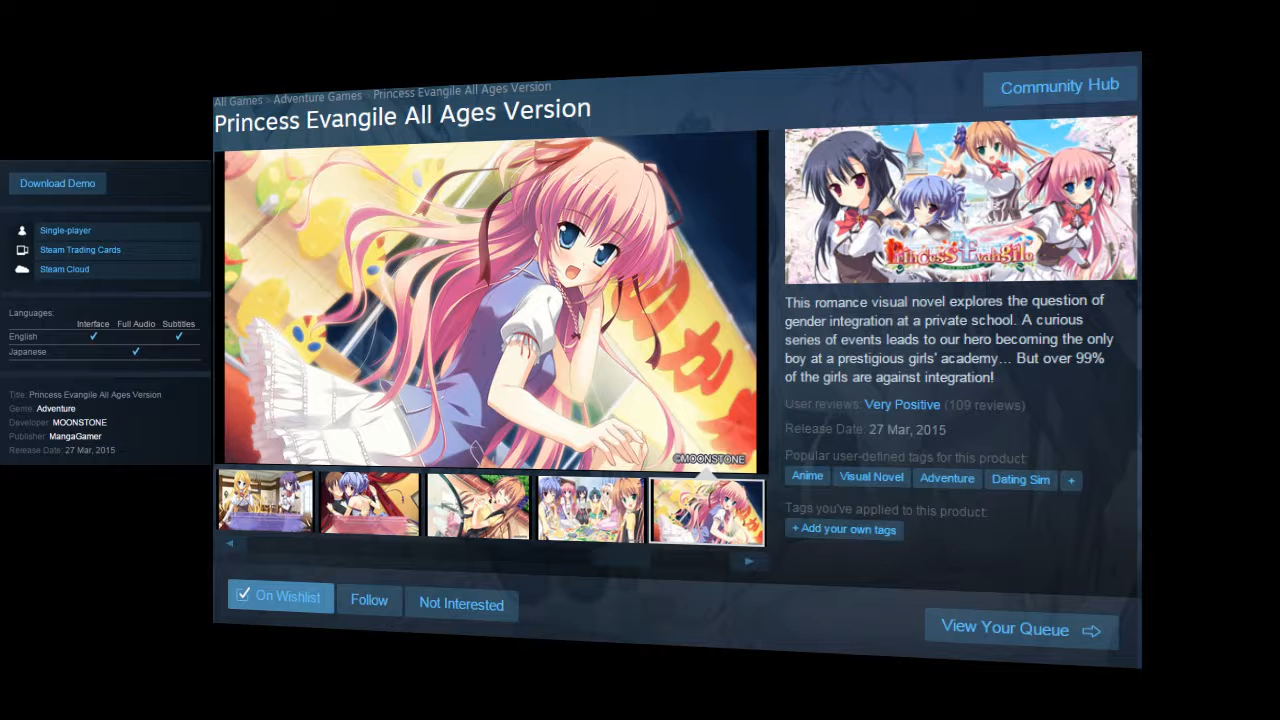 All Games > Adventure Games > Princess Evangile All Ages Version
Princess Evangile All Ages Version
Community Hub
Download Demo
Single-player
Steam Trading Cards
Steam Cloud
Languages:
Interface Full Audio Subtitles
English ✓ ✓
Japanese ✓
Title: Princess Evangile All Ages Version
Genre: Adventure
Developer: MOONSTONE
Publisher: MangaGamer
Release Date: 27 Mar, 2015
©MOONSTONE
Princess Evangile
This romance visual novel explores the question of
gender integration at a private school. A curious
series of events leads to our hero becoming the only
boy at a prestigious girls' academy… But over 99%
of the girls are against integration!
User reviews: Very Positive (109 reviews)
Release Date: 27 Mar, 2015
Popular user-defined tags for this product:
Anime Visual Novel Adventure Dating Sim +
Tags you've applied to this product:
+ Add your own tags
On Wishlist Follow Not Interested
View Your Queue